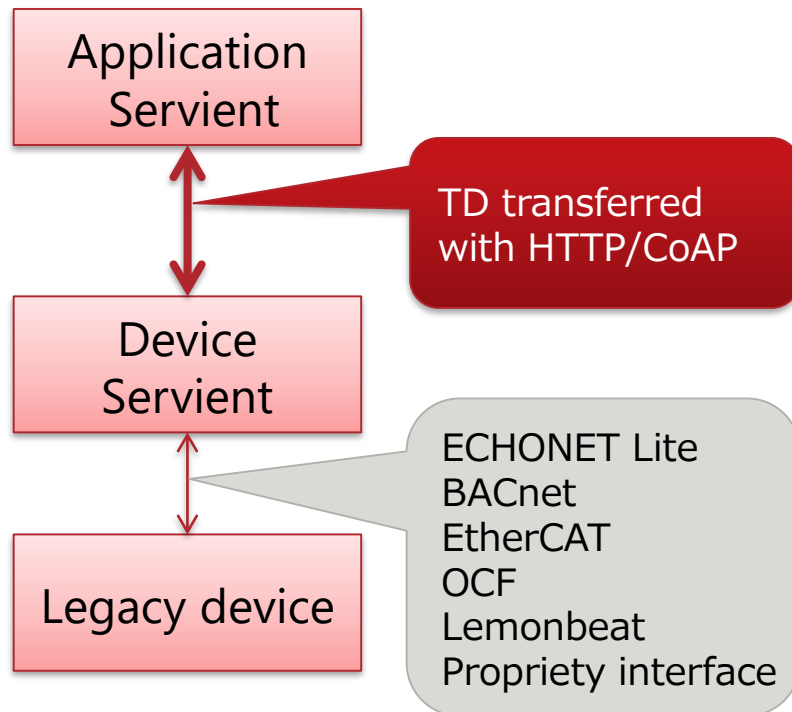 Application
Servient
TD transferred
with HTTP/CoAP
Device
Servient
ECHONET Lite
BACnet
EtherCAT
OCF
Lemonbeat
Propriety interface
Legacy device